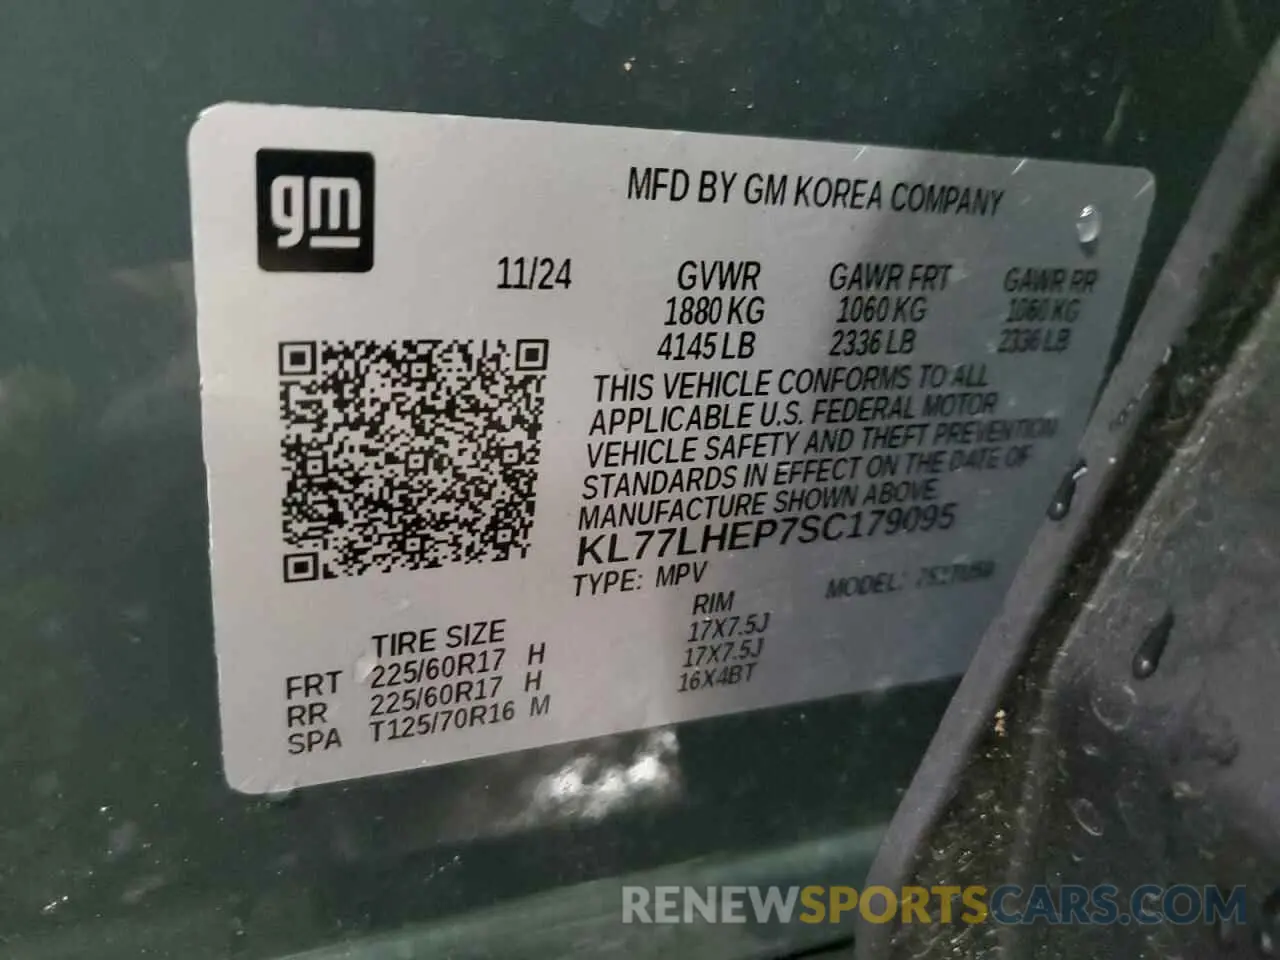 gm
MFD BY GM KOREA COMPANY
11/24 GVWR GAWR FRT GAWR RR
1880 KG 1060 KG 1060 KG
4145 LB 2336 LB 2336 LB
THIS VEHICLE CONFORMS TO ALL
APPLICABLE U.S. FEDERAL MOTOR
VEHICLE SAFETY AND THEFT PREVENTION
STANDARDS IN EFFECT ON THE DATE OF
MANUFACTURE SHOWN ABOVE.
KL77LHEP7SC179095
TYPE: MPV MODEL:
TIRE SIZE RIM
FRT 225/60R17 H 17X7.5J
RR 225/60R17 H 17X7.5J
SPA T125/70R16 M 16X4BT
RENEWSPORTSCARS.COM